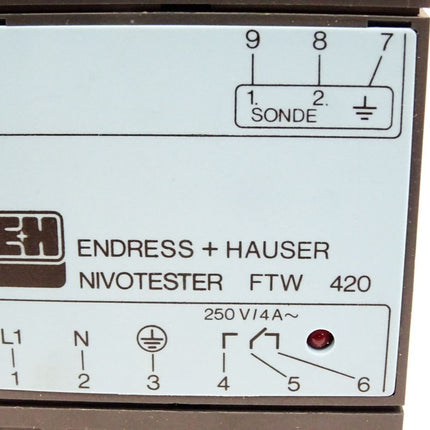 9 8 7
1. 2.
SONDE
E+H
ENDRESS + HAUSER
NIVOTESTER FTW 420
250 V/4A~
L1 N
1 2 3 4 5 6